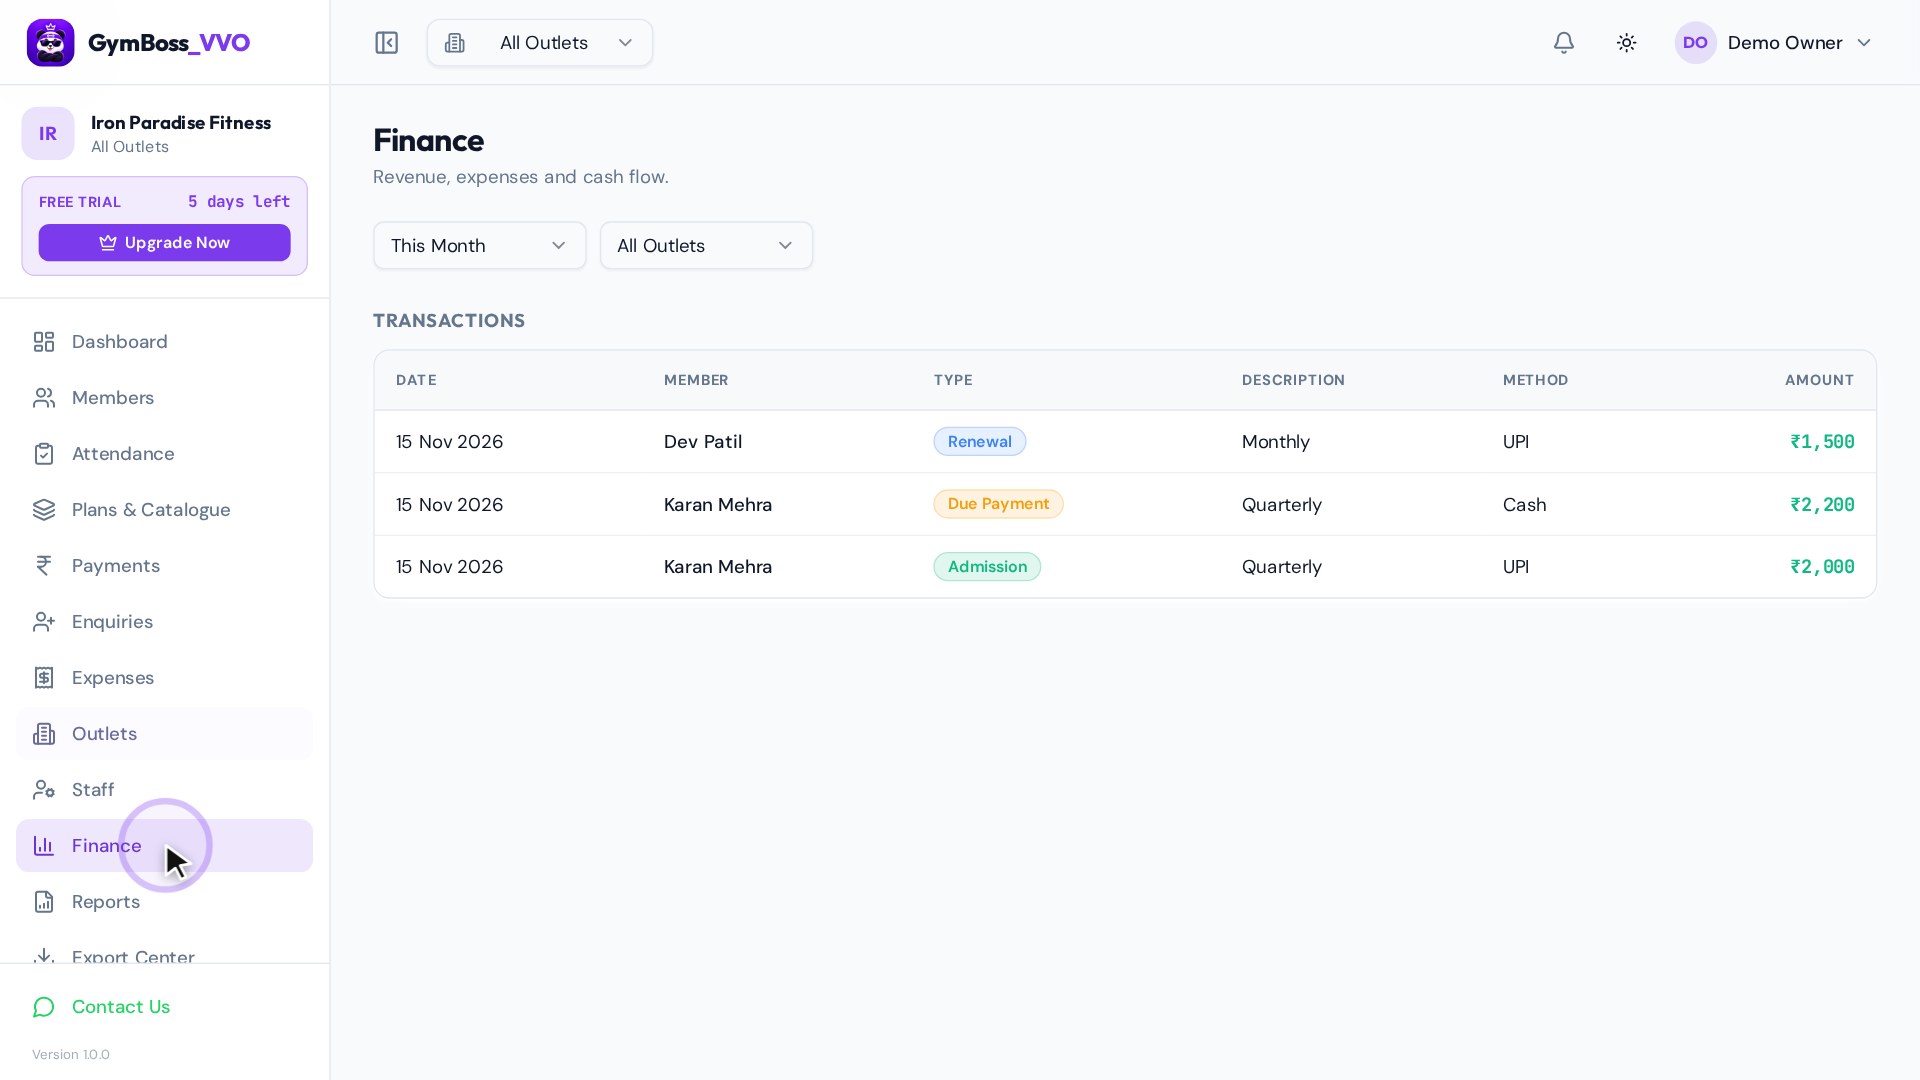 GymBoss_VVO
All Outlets
DO
Demo Owner
IR
Iron Paradise Fitness
All Outlets
FREE TRIAL
5 days left
Upgrade Now
Dashboard
Members
Attendance
Plans & Catalogue
Payments
Enquiries
Expenses
Outlets
Staff
Finance
Reports
Export Center
Contact Us
Version 1.0.0
Finance
Revenue, expenses and cash flow.
This Month
All Outlets
TRANSACTIONS
DATE MEMBER TYPE DESCRIPTION METHOD AMOUNT
15 Nov 2026 Dev Patil Renewal Monthly UPI ₹1,500
15 Nov 2026 Karan Mehra Due Payment Quarterly Cash ₹2,200
15 Nov 2026 Karan Mehra Admission Quarterly UPI ₹2,000